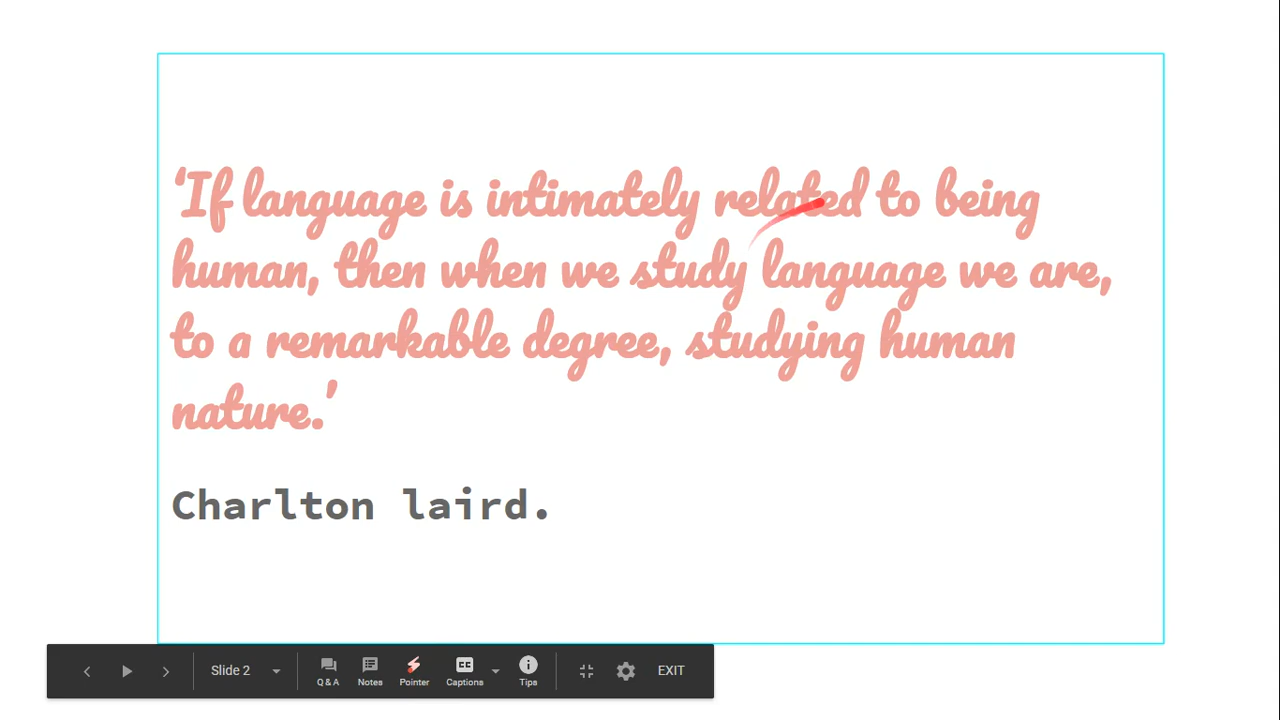 ‘If language is intimately related to being
human, then when we study language we are,
to a remarkable degree, studying human
nature.’
Charlton laird.
Slide 2
Q & A
Notes
Pointer
CC
Captions
Tips
EXIT